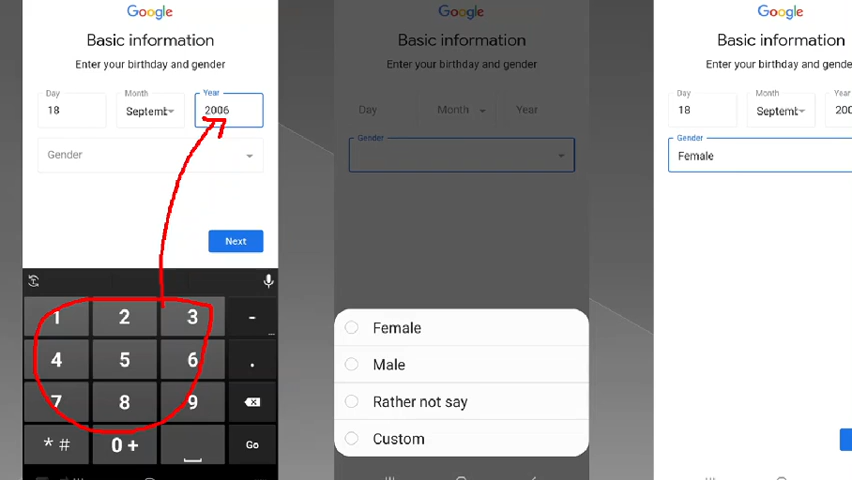 Google
Basic information
Enter your birthday and gender
Day Month Year
18 Septemt 2006
Gender
Next
1 2 3 -
4 5 6 .
7 8 9
* # 0 + Go
Google
Basic information
Enter your birthday and gender
Day Month Year
Gender
Female
Male
Rather not say
Custom
Google
Basic information
Enter your birthday and gende
Day Month Year
18 Septemt 200
Gender
Female